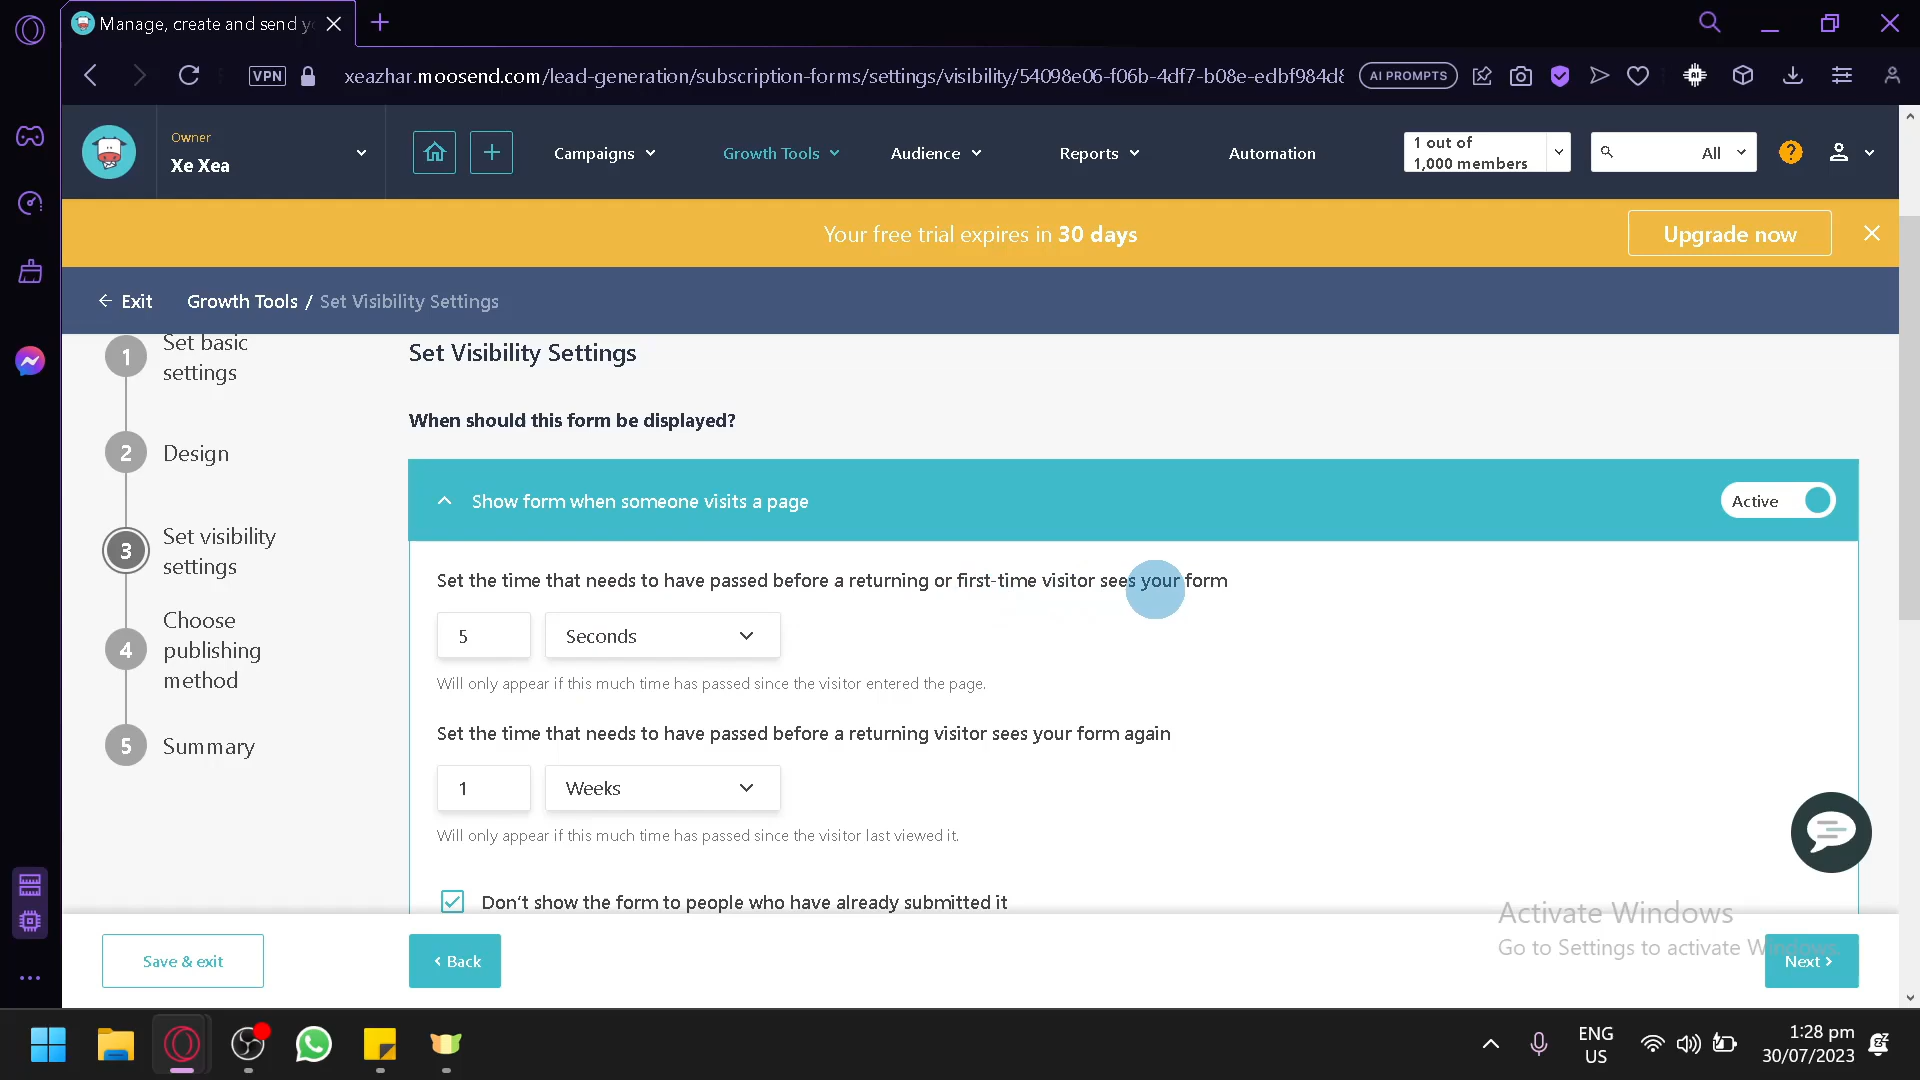 Manage, create and send y
VPN
xeazhar.moosend.com/lead-generation/subscription-forms/settings/visibility/54098e06-f06b-4df7-b08e-edbf984d8
AI PROMPTS
Owner
Xe Xea
Campaigns
Growth Tools
Audience
Reports
Automation
1 out of
1,000 members
All
?
Your free trial expires in 30 days
Upgrade now
Exit
Growth Tools / Set Visibility Settings
1
Set basic
settings
2
Design
3
Set visibility
settings
4
Choose
publishing
method
5
Summary
Set Visibility Settings
When should this form be displayed?
Show form when someone visits a page
Active
Set the time that needs to have passed before a returning or first-time visitor sees your form
5
Seconds
Will only appear if this much time has passed since the visitor entered the page.
Set the time that needs to have passed before a returning visitor sees your form again
1
Weeks
Will only appear if this much time has passed since the visitor last viewed it.
Don't show the form to people who have already submitted it
Save & exit
Back
Activate Windows
Go to Settings to activate Windows.
Next
ENG
US
1:28 pm
30/07/2023